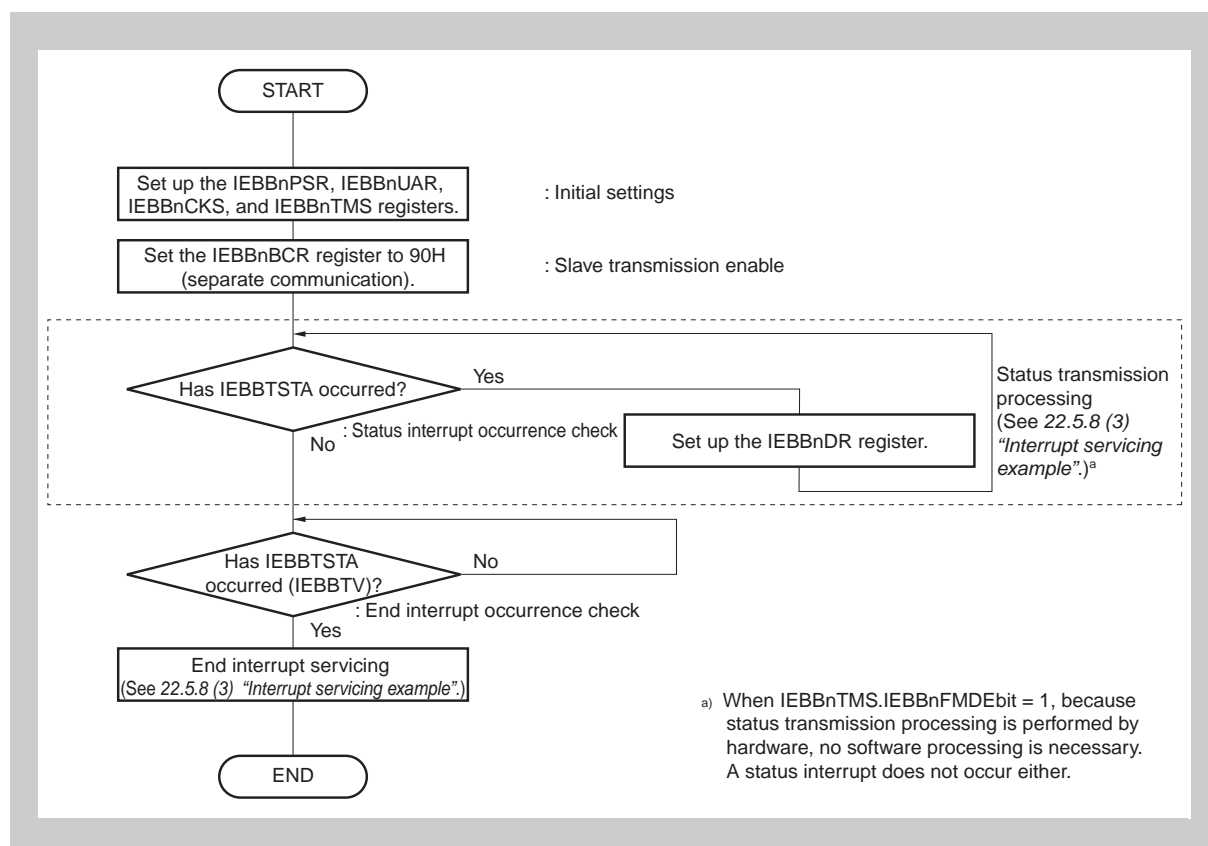 START
Set up the IEBBnPSR, IEBBnUAR,
IEBBnCKS, and IEBBnTMS registers.
: Initial settings
Set the IEBBnBCR register to 90H
(separate communication).
: Slave transmission enable
Has IEBBTSTA occurred?
Yes
No
: Status interrupt occurrence check
Set up the IEBBnDR register.
Status transmission
processing
(See 22.5.8 (3)
“Interrupt servicing
example”.)a
Has IEBBTSTA
occurred (IEBBTV)?
No
: End interrupt occurrence check
Yes
End interrupt servicing
(See 22.5.8 (3) “Interrupt servicing example”.)
END
a) When IEBBnTMS.IEBBnFMDEbit = 1, because
status transmission processing is performed by
hardware, no software processing is necessary.
A status interrupt does not occur either.